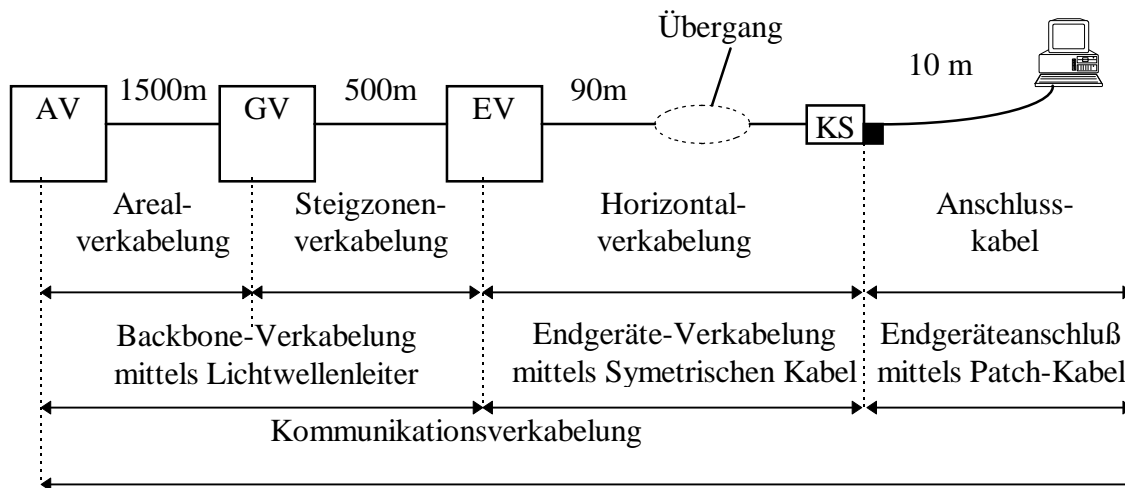 Übergang
1500m
500m
90m
10 m
AV
GV
EV
KS
Areal-
verkabelung
Steigzonen-
verkabelung
Horizontal-
verkabelung
Anschluss-
kabel
Backbone-Verkabelung
mittels Lichtwellenleiter
Endgeräte-Verkabelung
mittels Symetrischen Kabel
Endgeräteanschluß
mittels Patch-Kabel
Kommunikationsverkabelung